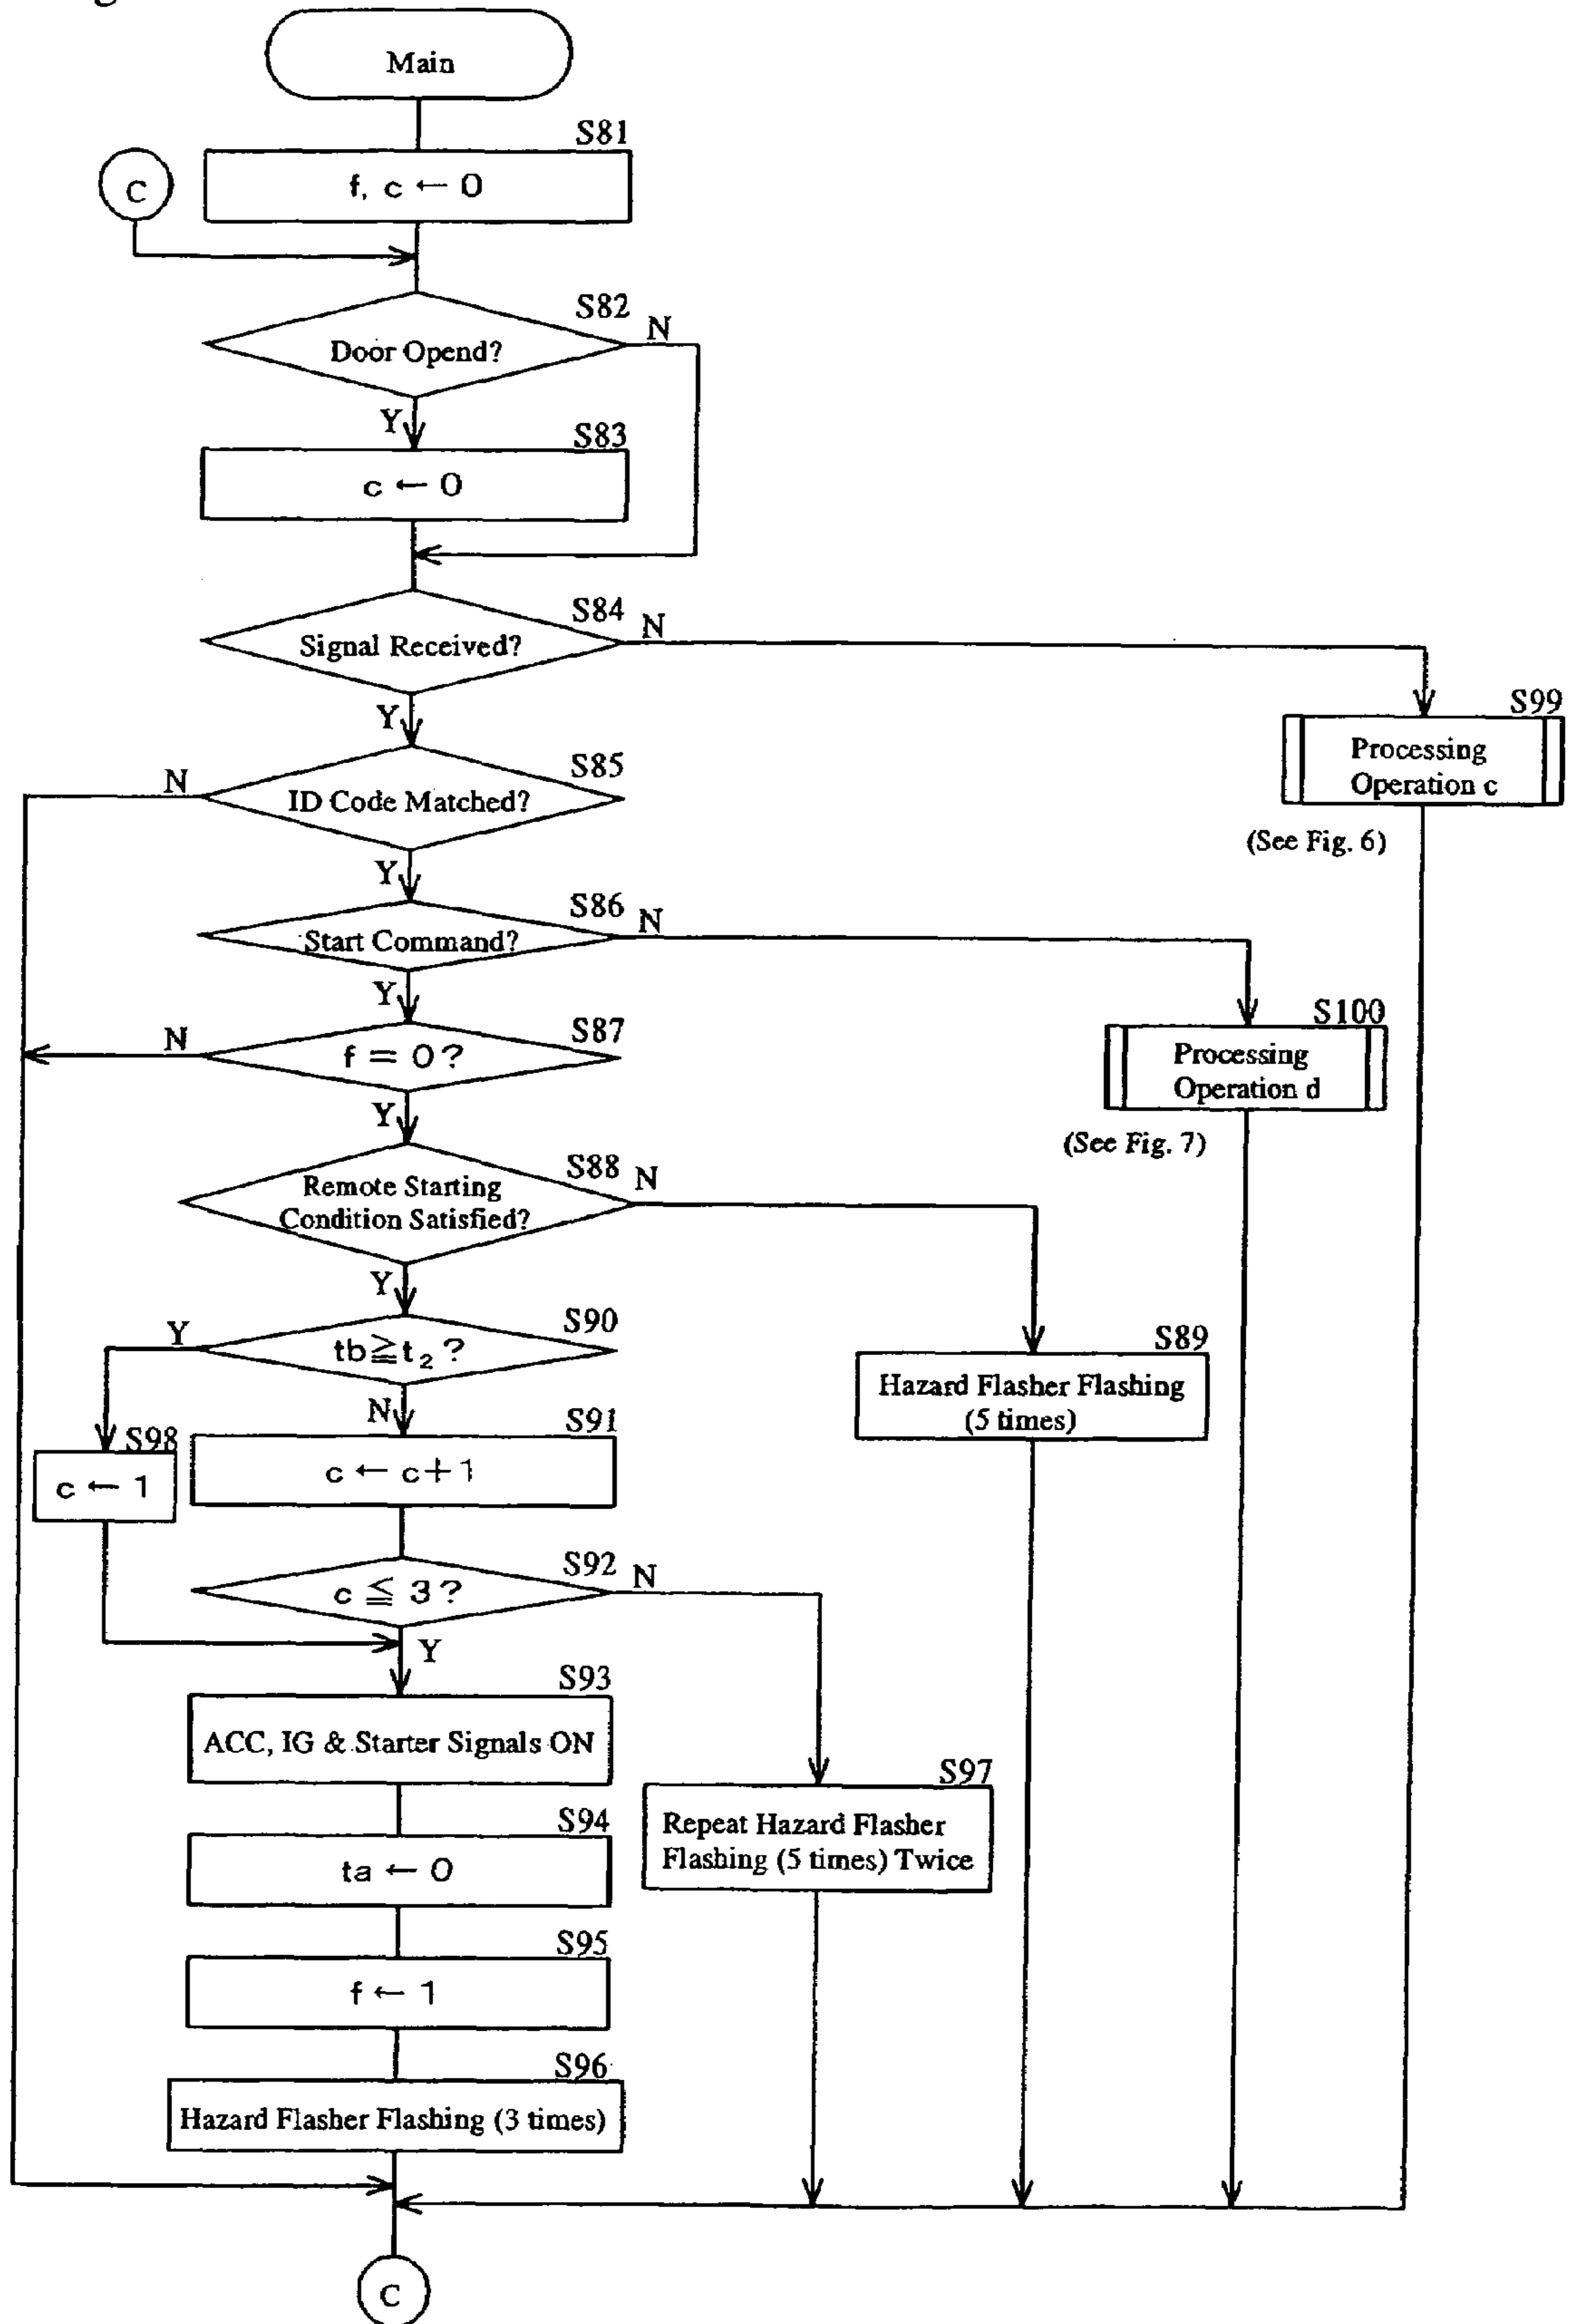 Main
S81
C
f, c ← 0
S82
N
Door Opend?
Y
S83
c ← 0
S84
N
Signal Received?
Y
S99
Processing
Operation c
(See Fig. 6)
S85
N
ID Code Matched?
Y
S86
N
Start Command?
Y
S100
Processing
Operation d
(See Fig. 7)
S87
N
f = 0?
Y
S88
N
Remote Starting
Condition Satisfied?
Y
S90
Y
tb≧t₂?
N
S89
Hazard Flasher Flashing
(5 times)
S98
c ← 1
S91
c ← c+1
S92
N
c ≦ 3?
Y
S93
ACC, IG & Starter Signals ON
S97
Repeat Hazard Flasher
Flashing (5 times) Twice
S94
ta ← 0
S95
f ← 1
S96
Hazard Flasher Flashing (3 times)
C